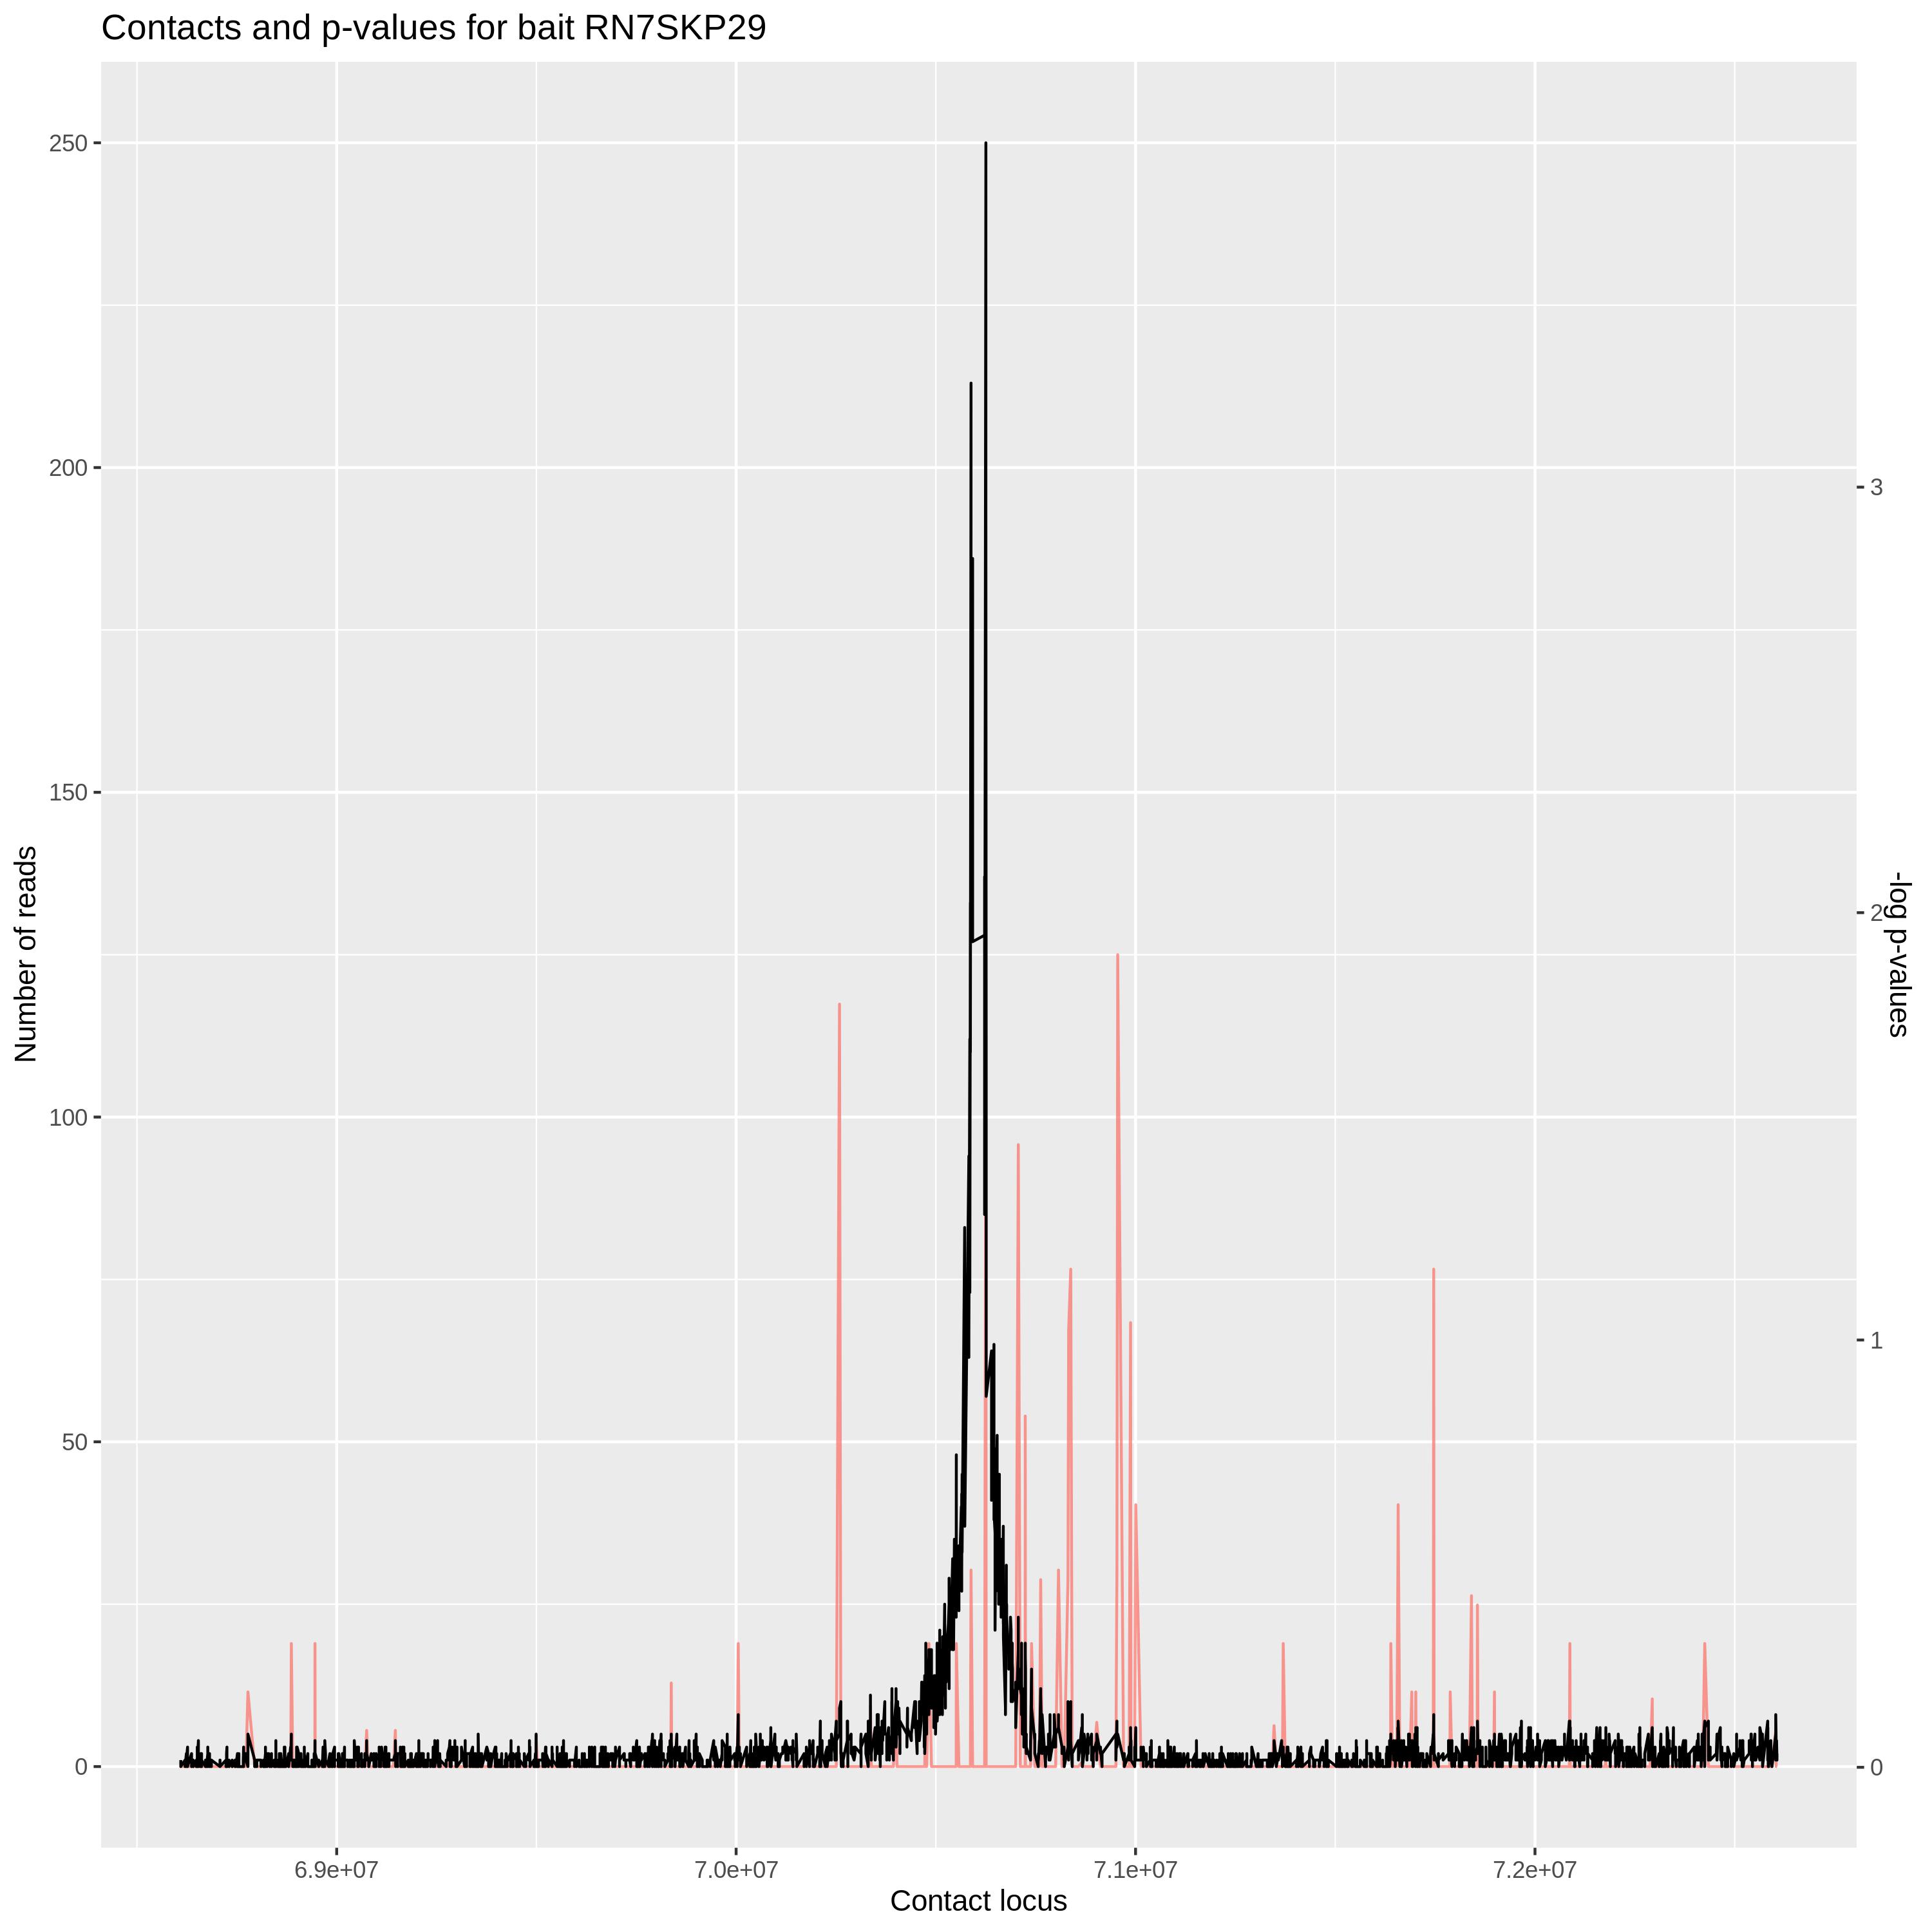 Contacts and p-values for bait RN7SKP29
250
200
150
100
50
0
Number of reads
3
2
1
0
-log p-values
6.9e+07
7.0e+07
7.1e+07
7.2e+07
Contact locus